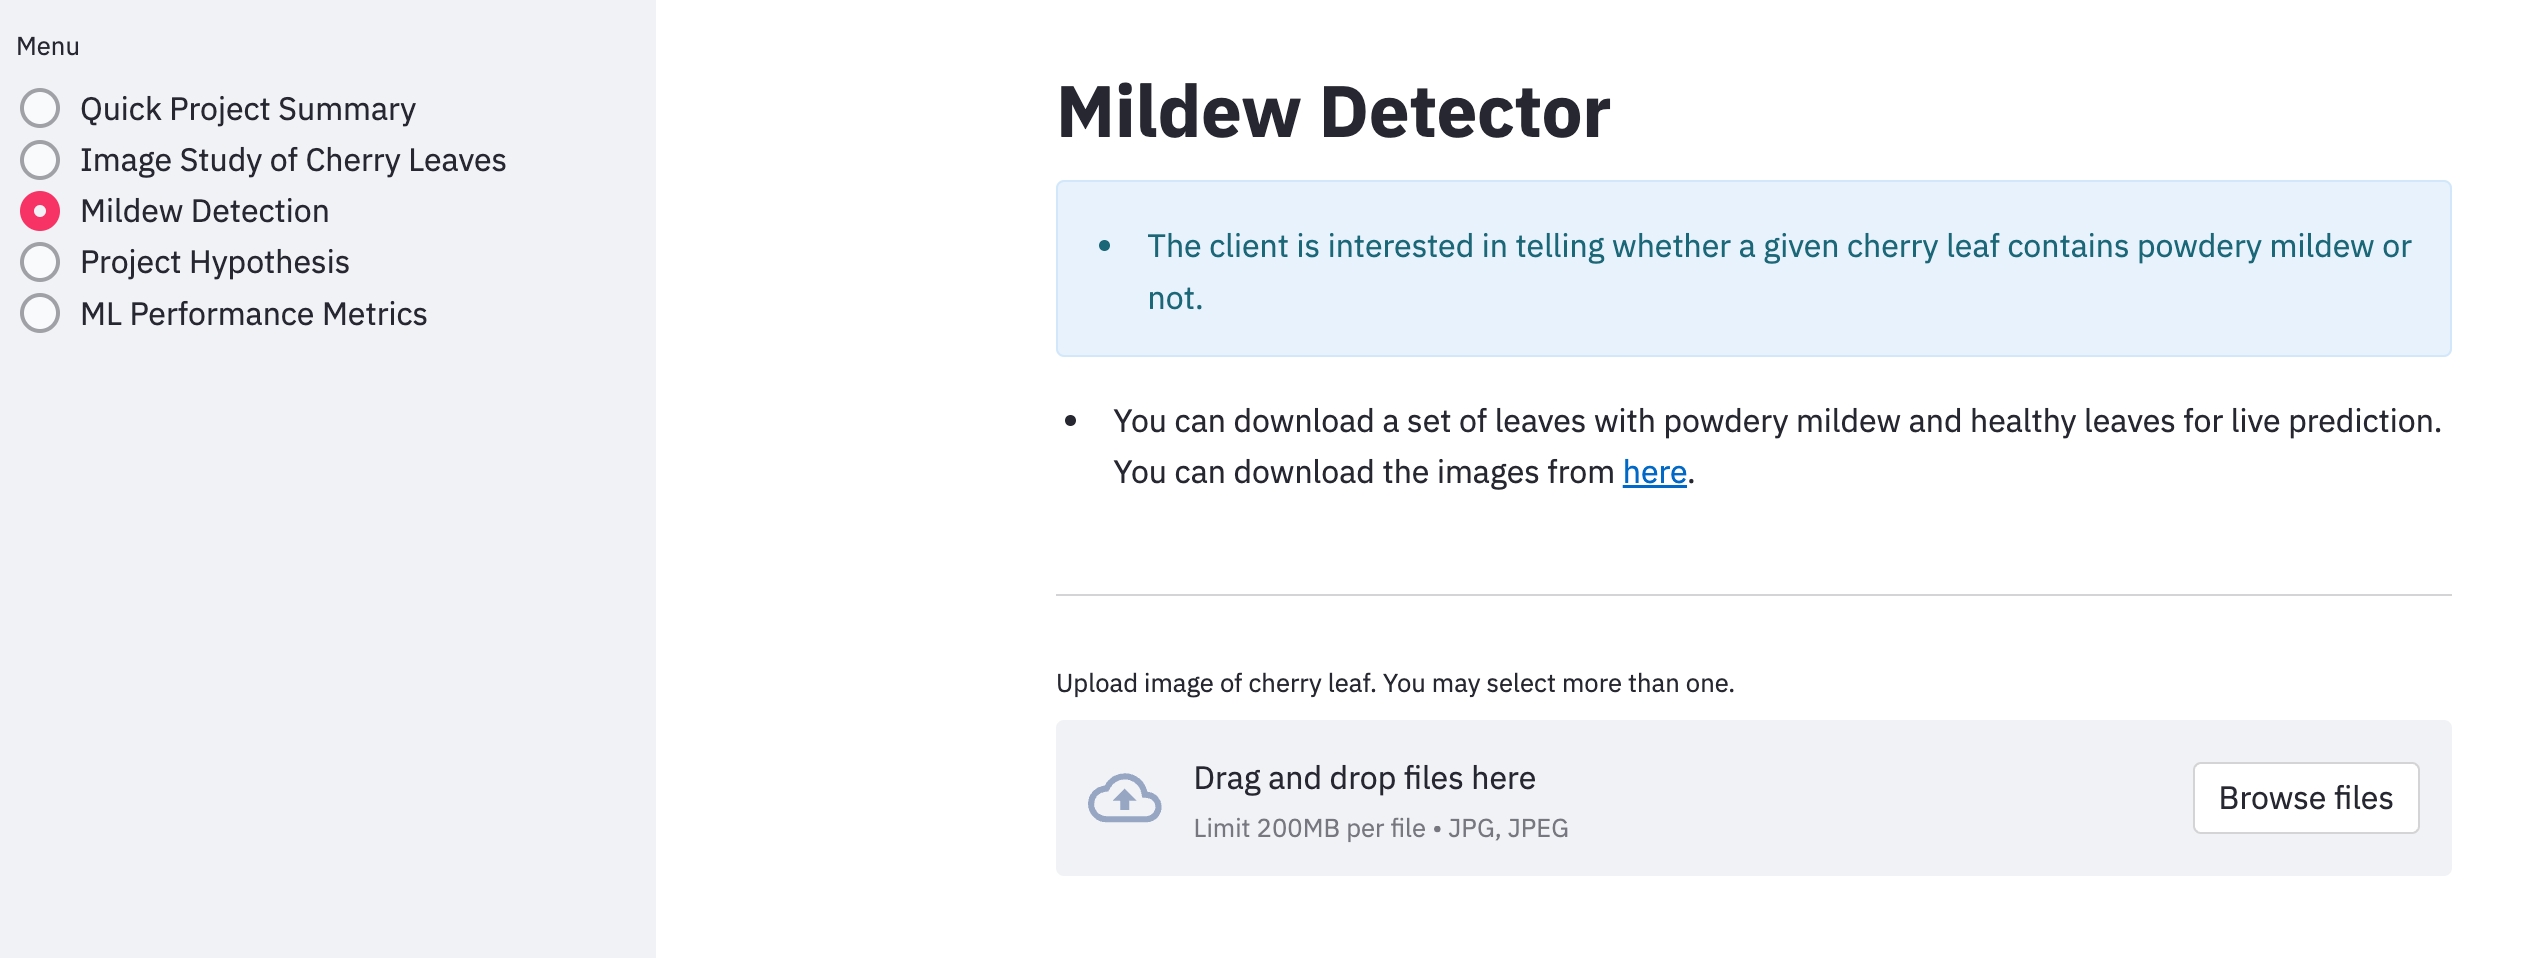 Menu
Quick Project Summary
Image Study of Cherry Leaves
Mildew Detection
Project Hypothesis
ML Performance Metrics
Mildew Detector
• The client is interested in telling whether a given cherry leaf contains powdery mildew or
not.
• You can download a set of leaves with powdery mildew and healthy leaves for live prediction.
You can download the images from here.
Upload image of cherry leaf. You may select more than one.
Drag and drop files here
Limit 200MB per file • JPG, JPEG
Browse files